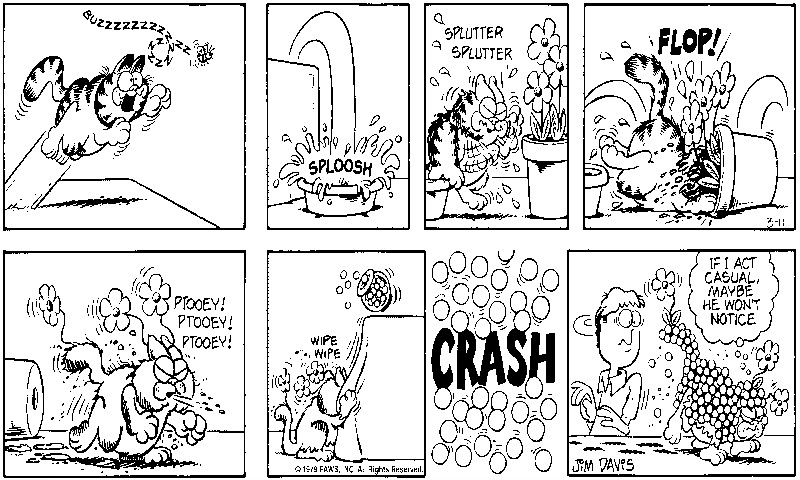 BUZZZZZZZZZZZZZZZ
SPLOOSH
SPLUTTER
SPLUTTER
FLOP!
3-11
PTOOEY!
PTOOEY!
PTOOEY!
WIPE
WIPE
© 1979 PAWS, INC. All Rights Reserved.
CRASH
IF I ACT
CASUAL,
MAYBE
HE WON'T
NOTICE
JIM DAVIS